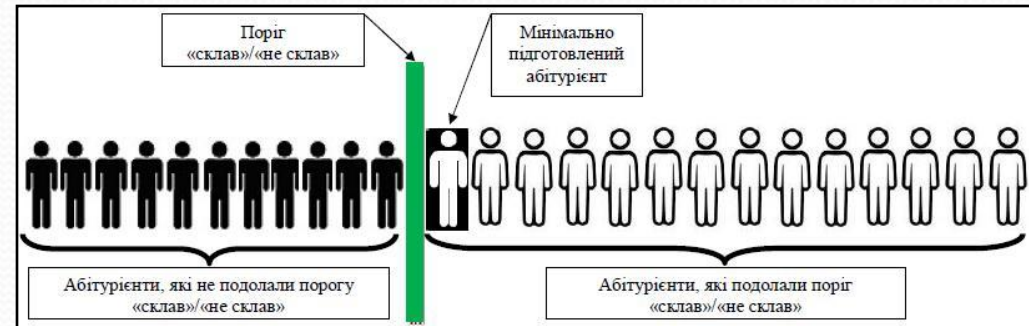 Поріг
«склав»/«не склав»
Мінімально
підготовлений
абітурієнт
Абітурієнти, які не подолали порогу
«склав»/«не склав»
Абітурієнти, які подолали поріг
«склав»/«не склав»